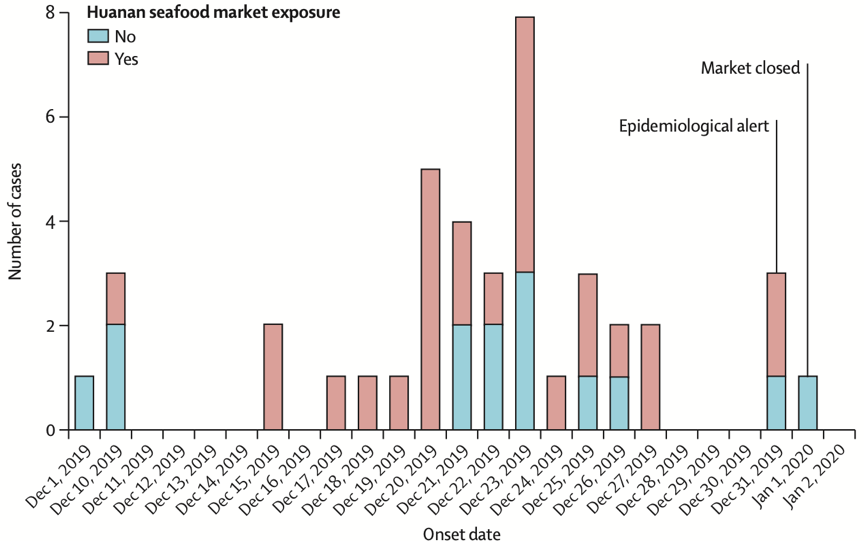 Huanan seafood market exposure
No
Yes
8
6
4
2
0
Number of cases
Market closed
Epidemiological alert
Dec 1, 2019
Dec 10, 2019
Dec 11, 2019
Dec 12, 2019
Dec 13, 2019
Dec 14, 2019
Dec 15, 2019
Dec 16, 2019
Dec 17, 2019
Dec 18, 2019
Dec 19, 2019
Dec 20, 2019
Dec 21, 2019
Dec 22, 2019
Dec 23, 2019
Dec 24, 2019
Dec 25, 2019
Dec 26, 2019
Dec 27, 2019
Dec 28, 2019
Dec 29, 2019
Dec 30, 2019
Dec 31, 2019
Jan 1, 2020
Jan 2, 2020
Onset date